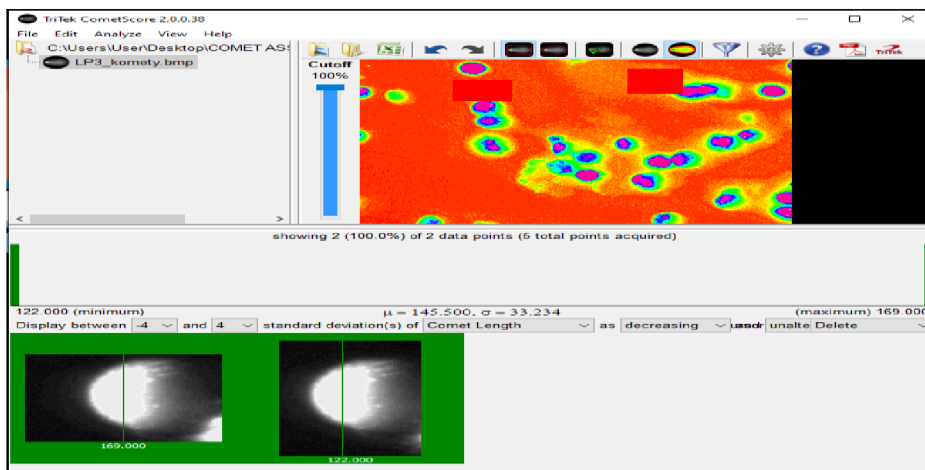 TriTek CometScore 2.0.0.38
File Edit Analyze View Help
C:\Users\User\Desktop\COMET AS
LP3_komety.bmp
Cutoff
100%
TriTek
showing 2 (100.0%) of 2 data points (5 total points acquired)
122.000 (minimum) μ = 145.500, σ = 33.234 (maximum) 169.000
Display between -4 and 4 standard deviation(s) of Comet Length as decreasing unalte Delete
169.000
122.000